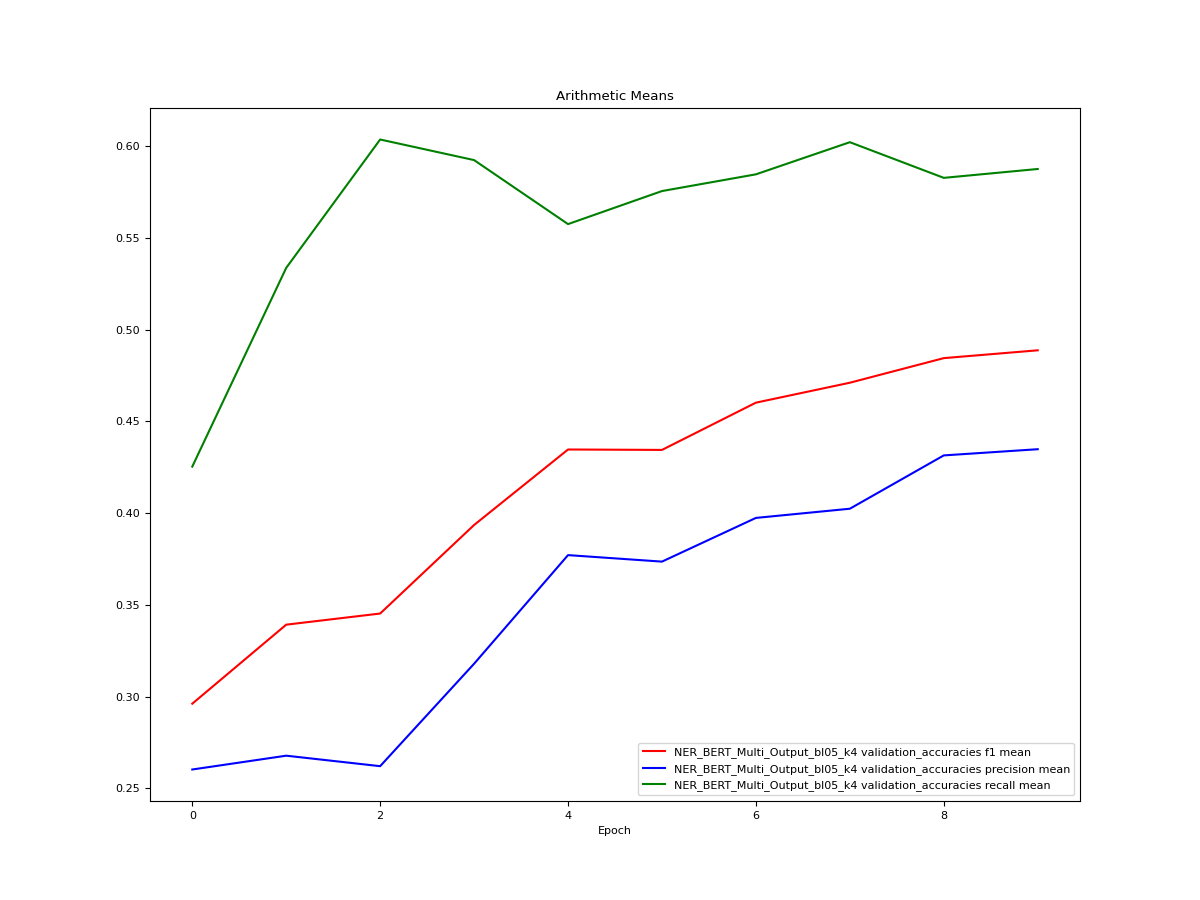 Arithmetic Means
0.60
0.55
0.50
0.45
0.40
0.35
0.30
0.25
NER_BERT_Multi_Output_bl05_k4 validation_accuracies f1 mean
NER_BERT_Multi_Output_bl05_k4 validation_accuracies precision mean
NER_BERT_Multi_Output_bl05_k4 validation_accuracies recall mean
0 2 4 6 8
Epoch